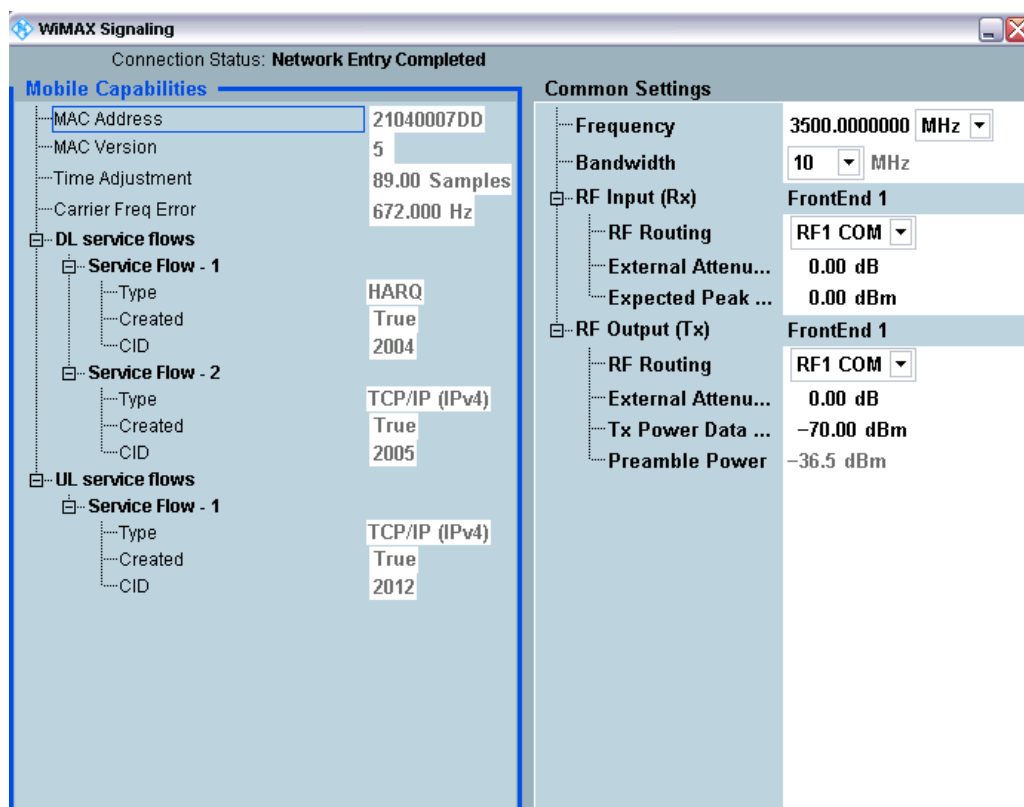 WiMAX Signaling
Connection Status: Network Entry Completed
Mobile Capabilities
MAC Address 21040007DD
MAC Version 5
Time Adjustment 89.00 Samples
Carrier Freq Error 672.000 Hz
DL service flows
Service Flow - 1
Type HARQ
Created True
CID 2004
Service Flow - 2
Type TCP/IP (IPv4)
Created True
CID 2005
UL service flows
Service Flow - 1
Type TCP/IP (IPv4)
Created True
CID 2012
Common Settings
Frequency 3500.0000000 MHz
Bandwidth 10 MHz
RF Input (Rx) FrontEnd 1
RF Routing RF1 COM
External Attenu... 0.00 dB
Expected Peak ... 0.00 dBm
RF Output (Tx) FrontEnd 1
RF Routing RF1 COM
External Attenu... 0.00 dB
Tx Power Data ... −70.00 dBm
Preamble Power −36.5 dBm